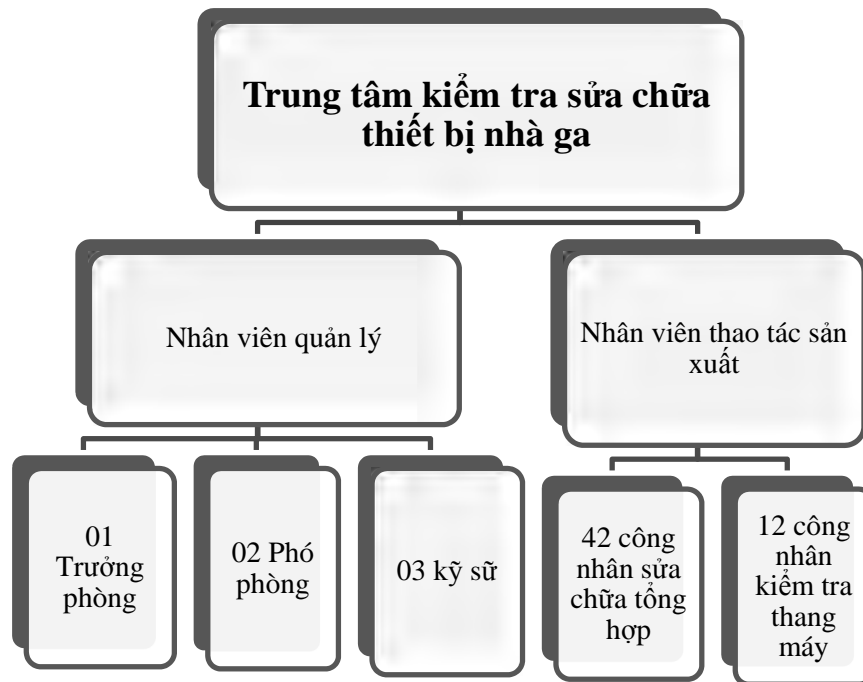 Trung tâm kiểm tra sửa chữa
thiết bị nhà ga
Nhân viên quản lý
Nhân viên thao tác sản
xuất
01
Trưởng
phòng
02 Phó
phòng
03 kỹ sữ
42 công
nhân sửa
chữa tổng
hợp
12 công
nhân
kiểm tra
thang
máy